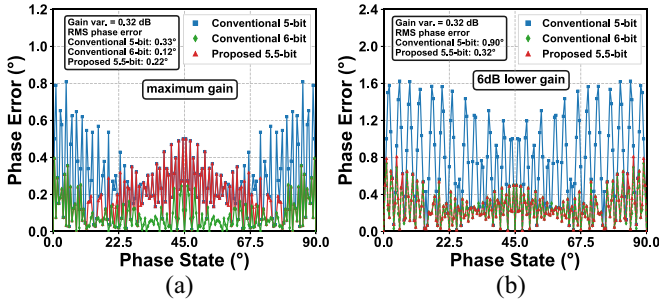 Gain var. = 0.32 dB
RMS phase error
Conventional 5-bit: 0.33°
Conventional 6-bit: 0.12°
Proposed 5.5-bit: 0.22°
Conventional 5-bit
Conventional 6-bit
Proposed 5.5-bit
maximum gain
Phase Error (°)
1.2
1.0
0.8
0.6
0.4
0.2
0.0
0.0 22.5 45.0 67.5 90.0
Phase State (°)
(a)
Gain var. = 0.32 dB
RMS phase error
Conventional 5-bit: 0.90°
Proposed 5.5-bit: 0.32°
Conventional 5-bit
Conventional 6-bit
Proposed 5.5-bit
6dB lower gain
Phase Error (°)
2.4
2.0
1.6
1.2
0.8
0.4
0.0
0.0 22.5 45.0 67.5 90.0
Phase State (°)
(b)